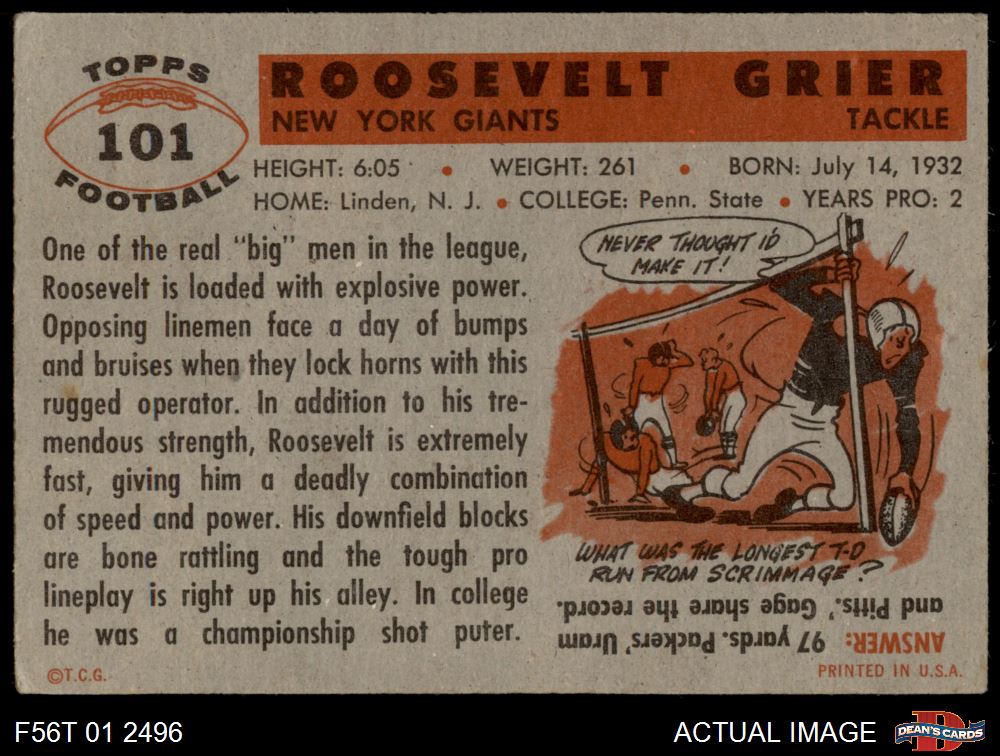 TOPPS
101
FOOTBALL
ROOSEVELT GRIER
NEW YORK GIANTS TACKLE
HEIGHT: 6:05 • WEIGHT: 261 • BORN: July 14, 1932
HOME: Linden, N. J. • COLLEGE: Penn. State • YEARS PRO: 2
One of the real "big" men in the league,
Roosevelt is loaded with explosive power.
Opposing linemen face a day of bumps
and bruises when they lock horns with this
rugged operator. In addition to his tre-
mendous strength, Roosevelt is extremely
fast, giving him a deadly combination
of speed and power. His downfield blocks
are bone rattling and the tough pro
lineplay is right up his alley. In college
he was a championship shot puter.
NEVER THOUGHT I'D
MAKE IT!
WHAT WAS THE LONGEST T-D
RUN FROM SCRIMMAGE?
ANSWER: 97 yards. Packers' Uram
and Pitts.' Gage share the record.
©T.C.G.
PRINTED IN U.S.A.
F56T 01 2496
ACTUAL IMAGE
D
DEAN'S CARDS